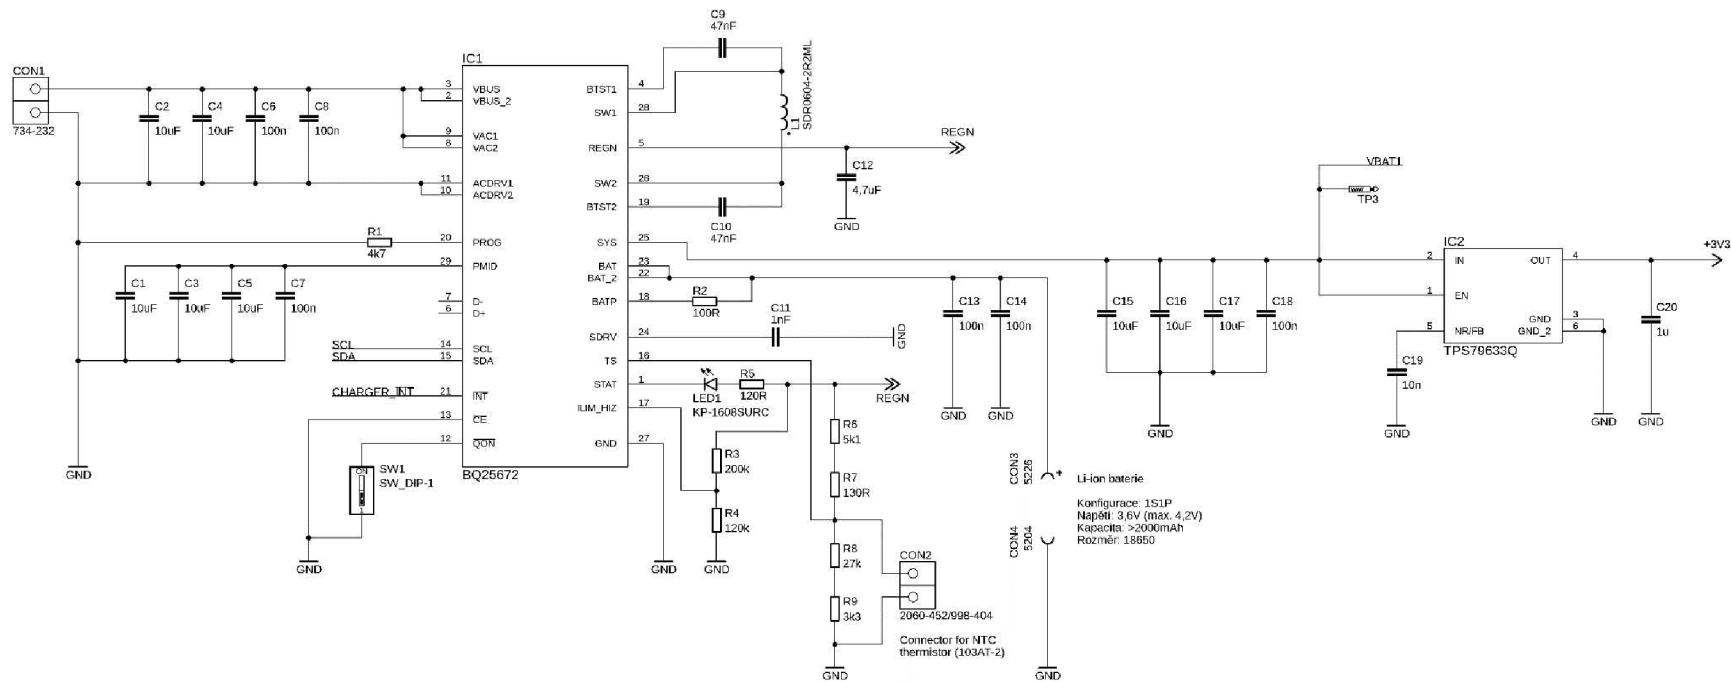 CON1
734-232
C2
10uF
C4
10uF
C6
100n
C8
100n
R1
4k7
C1
10uF
C3
10uF
C5
10uF
C7
100n
SCL
SDA
CHARGER_INT
GND
SW1
SW_DIP-1
ON
1
GND
IC1
BQ25672
3 VBUS
2 VBUS_2
9 VAC1
8 VAC2
11 ACDRV1
10 ACDRV2
20 PROG
29 PMID
7 D-
6 D+
14 SCL
15 SDA
21 INT
13 CE
12 QON
BTST1 4
SW1 28
REGN 5
SW2 26
BTST2 19
SYS 25
BAT 23
BAT_2 22
BATP 18
SDRV 24
TS 16
STAT 1
ILIM_HIZ 17
GND 27
C9
47nF
L1
SDR0604-2R2ML
C10
47nF
REGN
C12
4,7uF
GND
R2
100R
C11
1nF
GND
LED1
KP-1608SURC
R5
120R
REGN
R3
200k
R4
120k
GND
GND
R6
5k1
R7
130R
R8
27k
R9
3k3
GND
CON2
2060-452/998-404
Connector for NTC
thermistor (103AT-2)
C13
100n
C14
100n
GND
GND
CON3
5226
+
CON4
5204
GND
Li-ion baterie
Konfigurace: 1S1P
Napětí: 3,6V (max. 4,2V)
Kapacita: >2000mAh
Rozměr: 18650
C15
10uF
C16
10uF
C17
10uF
C18
100n
GND
VBAT1
TP3
IC2
2 IN
1 EN
5 NR/FB
OUT 4
GND 3
GND_2 6
TPS79633Q
C19
10n
GND
GND
C20
1u
GND
+3V3